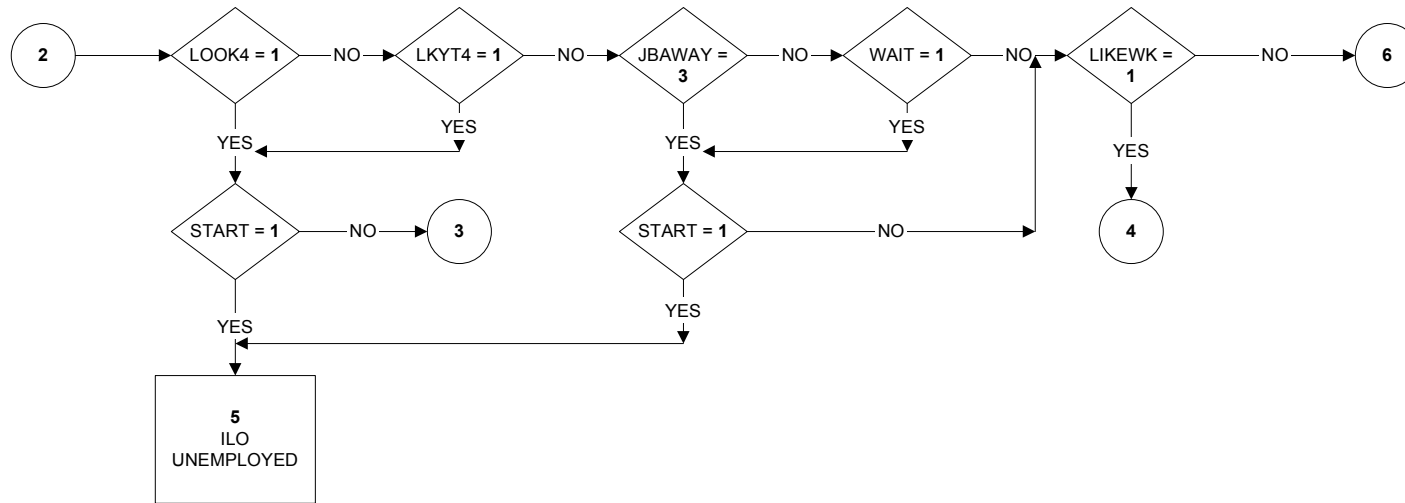 2
LOOK4 = 1
NO
LKYT4 = 1
NO
JBAWAY =
3
NO
WAIT = 1
NO
LIKEWK =
1
NO
6
YES
YES
YES
YES
YES
START = 1
NO
3
START = 1
NO
4
YES
YES
5
ILO
UNEMPLOYED